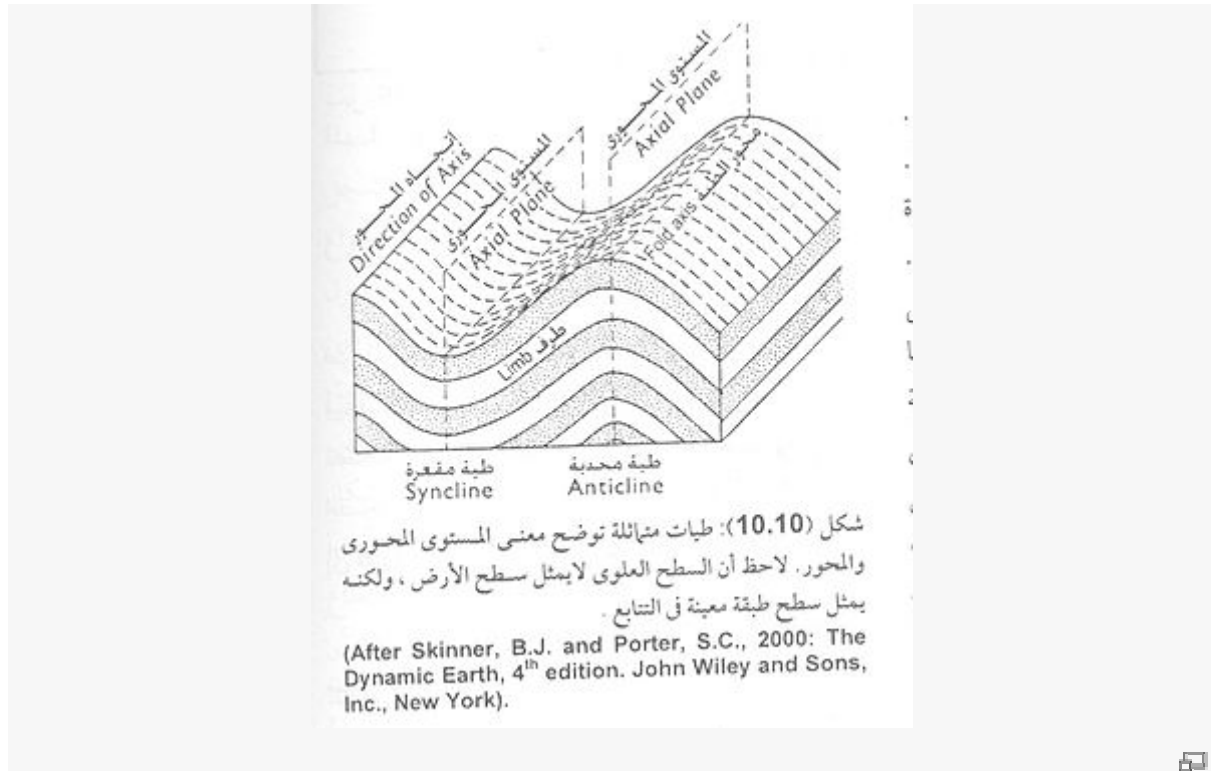 المستوى المحورى
Axial Plane
المستوى المحورى
Axial Plane
اتجاه المحور
Direction of Axis
محور الطية
Fold axis
طرف Limb
طية مقعرة
Syncline
طية محدبة
Anticline
شكل (10.10): طيات متماثلة توضح معنى المستوى المحورى
والمحور. لاحظ أن السطح العلوى لايمثل سطح الأرض ، ولكنه
يمثل سطح طبقة معينة فى التتابع .
(After Skinner, B.J. and Porter, S.C., 2000: The
Dynamic Earth, 4th edition. John Wiley and Sons,
Inc., New York).